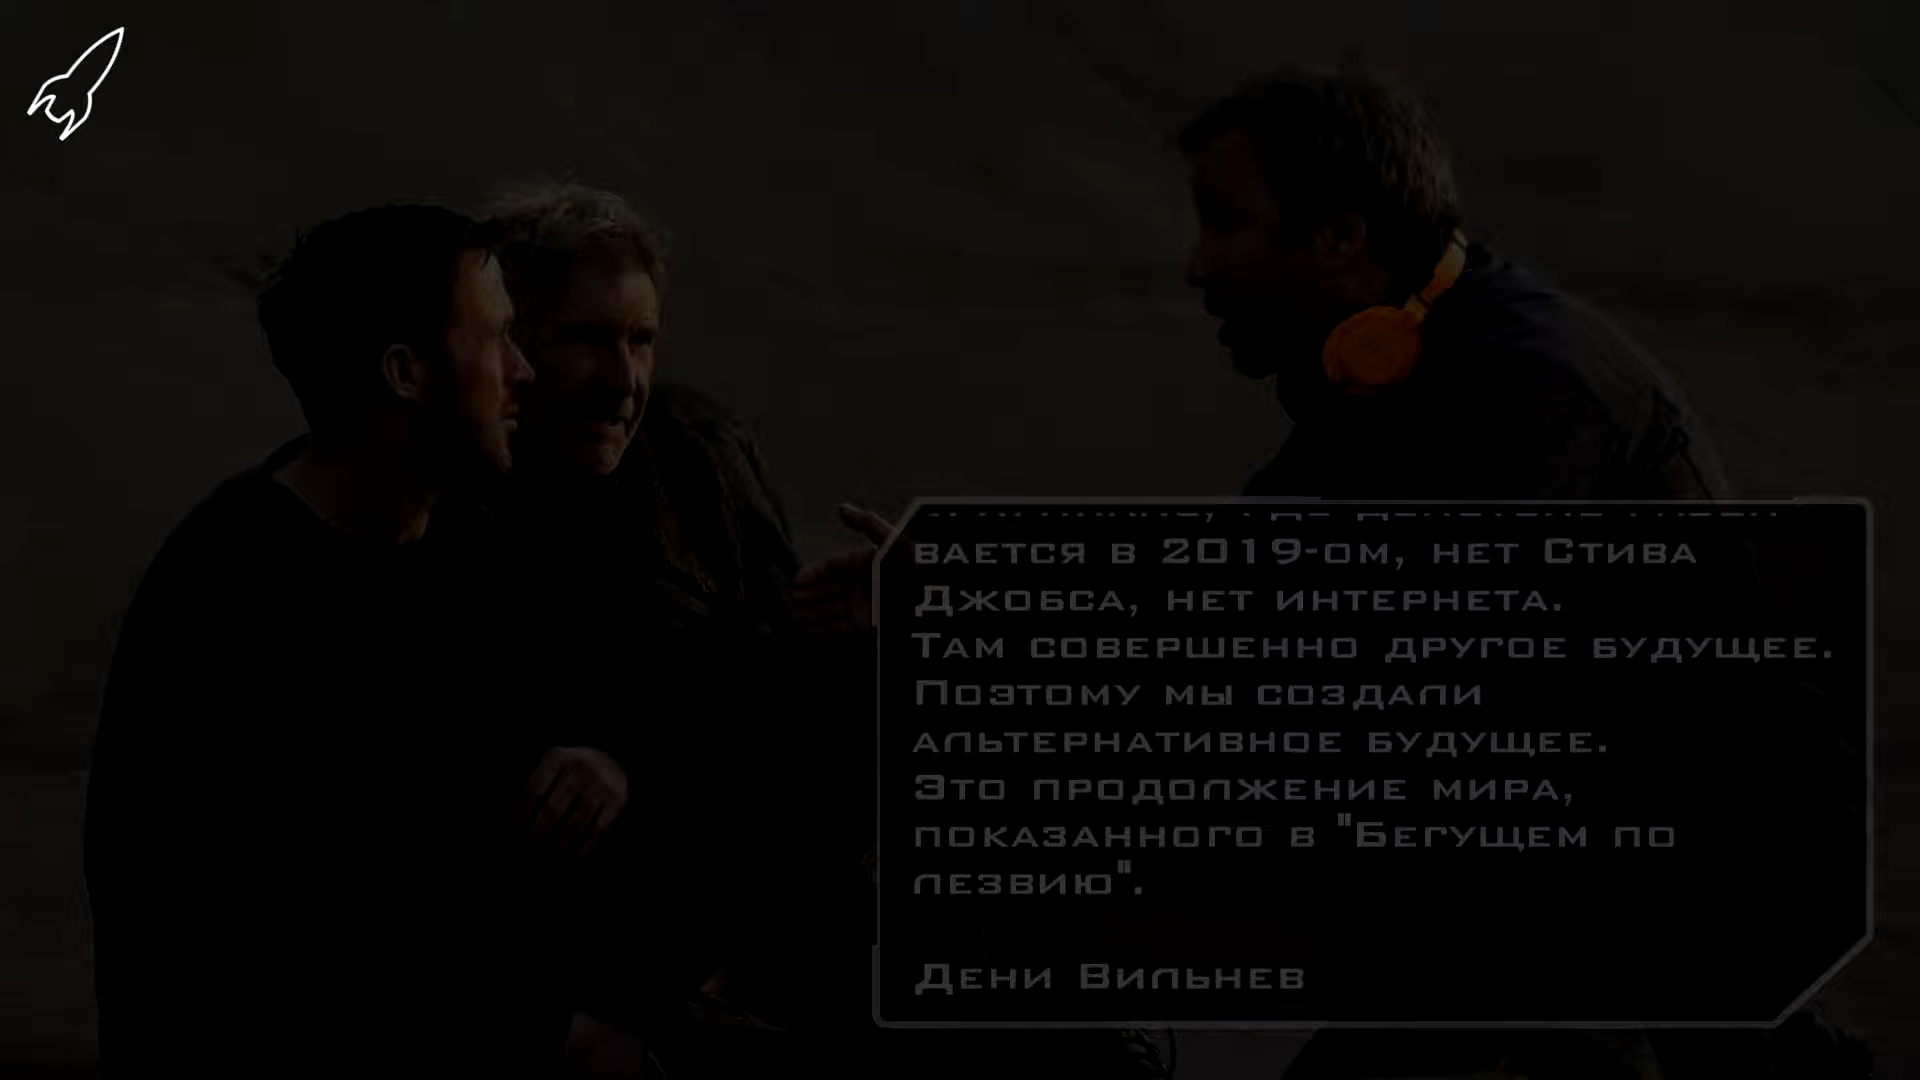 вается в 2019-ом, нет Стива
Джобса, нет интернета.
Там совершенно другое будущее.
Поэтому мы создали
альтернативное будущее.
Это продолжение мира,
показанного в "Бегущем по
лезвию".
Дени Вильнев